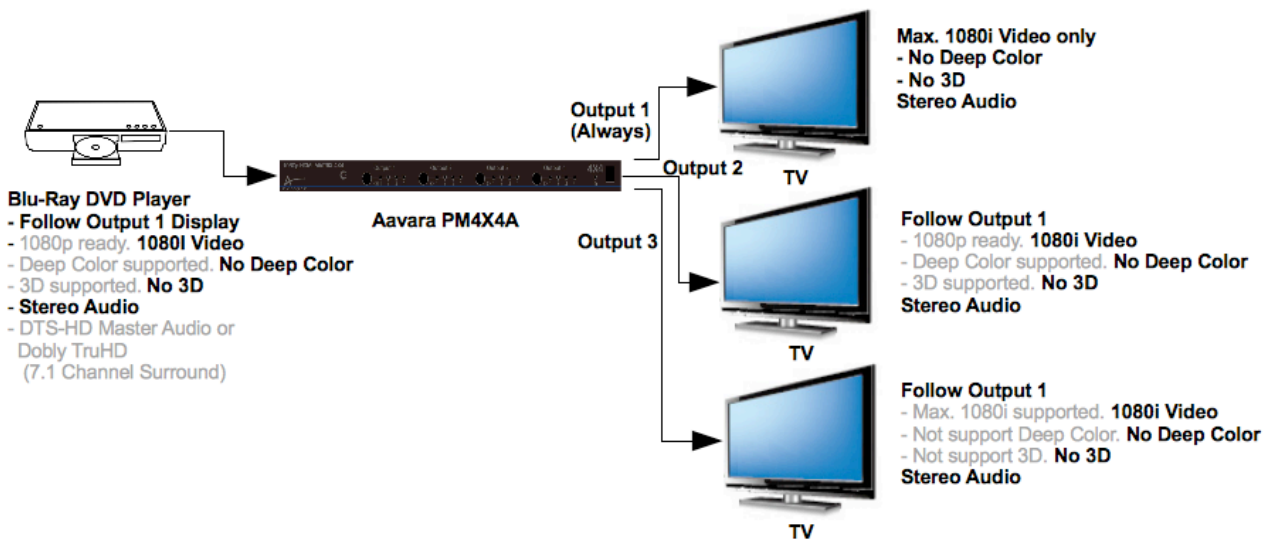 Max. 1080i Video only
- No Deep Color
- No 3D
Stereo Audio
Output 1
(Always)
TV
Output 2
4X4
Aavara PM4X4A
Output 3
Blu-Ray DVD Player
- Follow Output 1 Display
- 1080p ready. 1080I Video
- Deep Color supported. No Deep Color
- 3D supported. No 3D
- Stereo Audio
- DTS-HD Master Audio or
Dobly TruHD
(7.1 Channel Surround)
Follow Output 1
- 1080p ready. 1080i Video
- Deep Color supported. No Deep Color
- 3D supported. No 3D
Stereo Audio
TV
Follow Output 1
- Max. 1080i supported. 1080i Video
- Not support Deep Color. No Deep Color
- Not support 3D. No 3D
Stereo Audio
TV